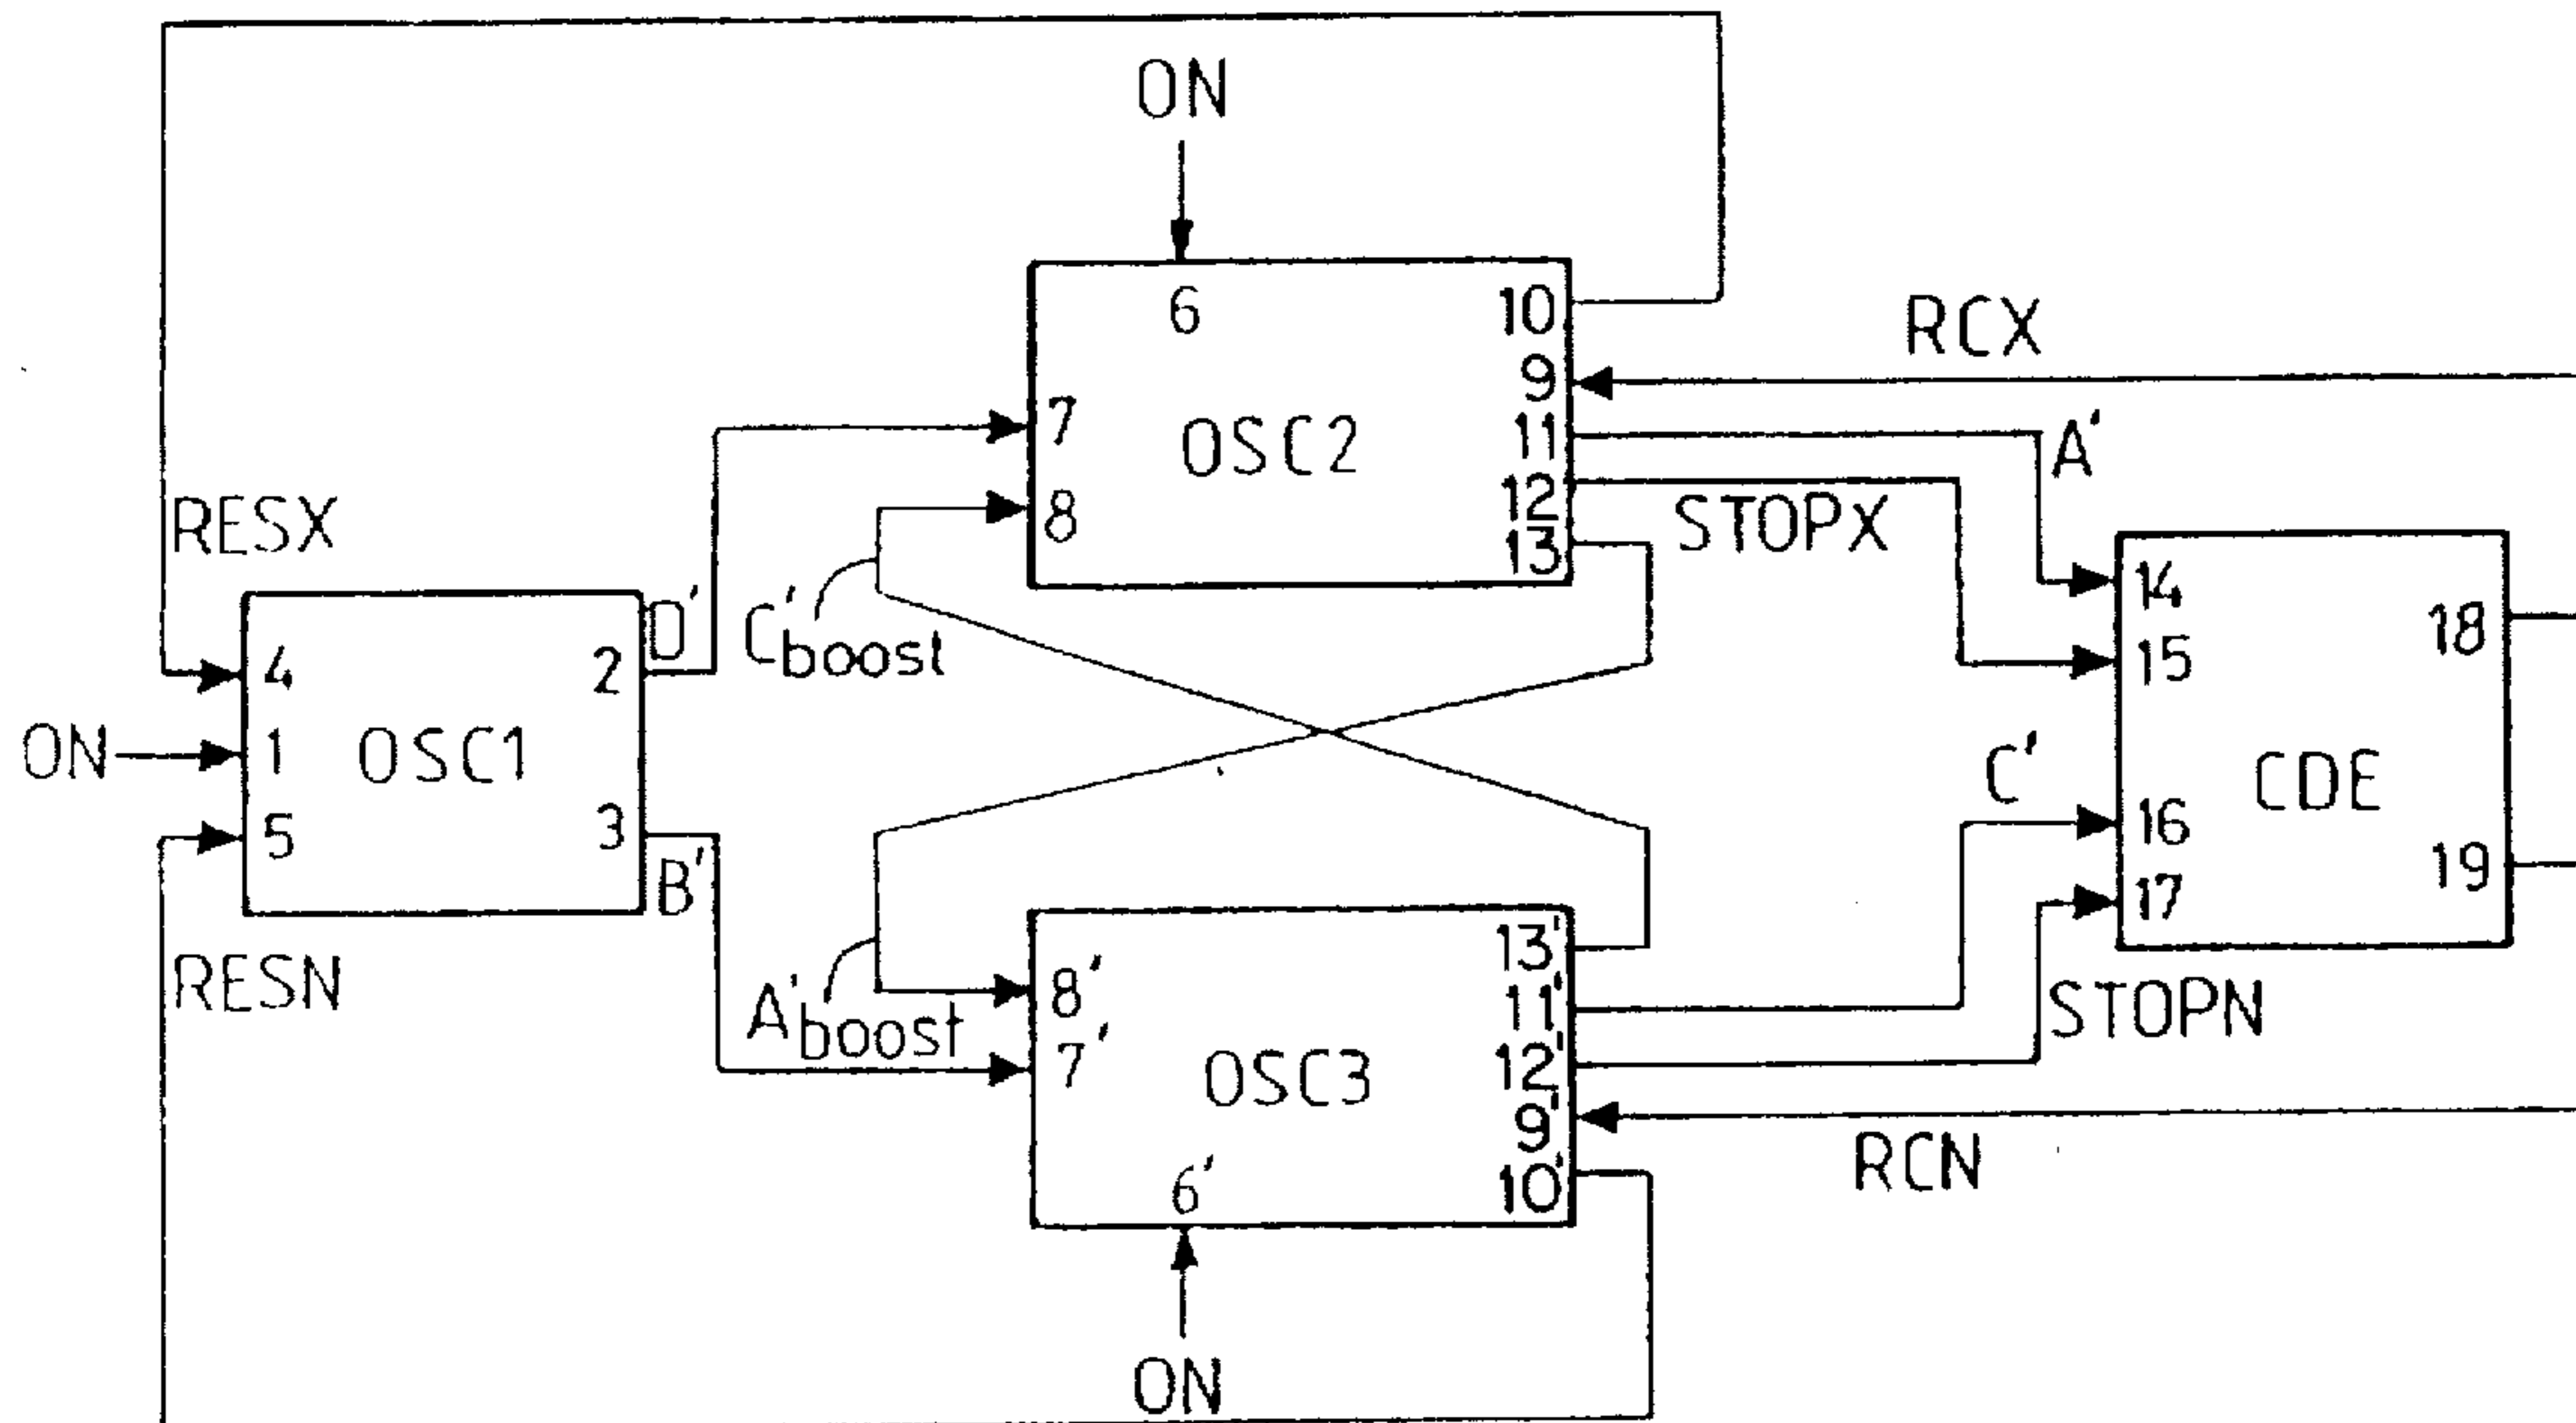 ON
6
10
RCX
9
7
OSC2
11
A'
12
8
STOPX
13
RESX
D'
C'boost
14
4
2
15
18
ON
1
OSC1
C'
CDE
5
3
16
B'
17
19
RESN
A'boost
8'
13'
11'
STOPN
7'
OSC3
12'
9'
RCN
6'
10'
ON